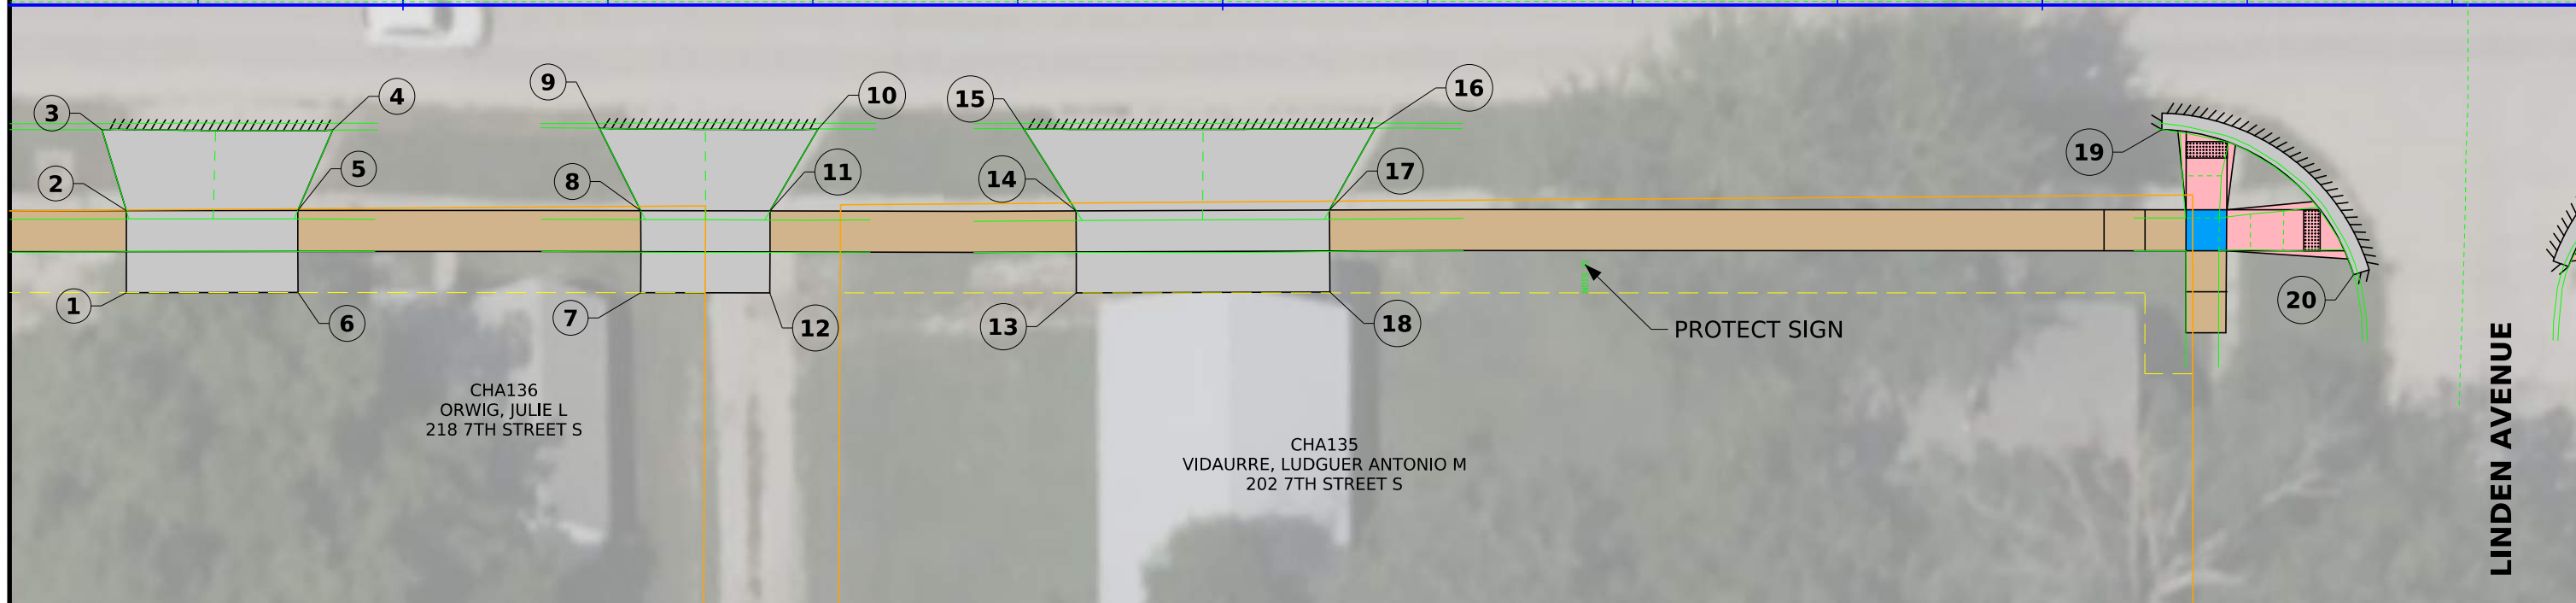 3
4
9
10
15
16
2
5
8
11
14
17
19
1
6
7
12
13
18
20
PROTECT SIGN
CHA136
ORWIG, JULIE L
218 7TH STREET S
CHA135
VIDAURRE, LUDGUER ANTONIO M
202 7TH STREET S
LINDEN AVENUE